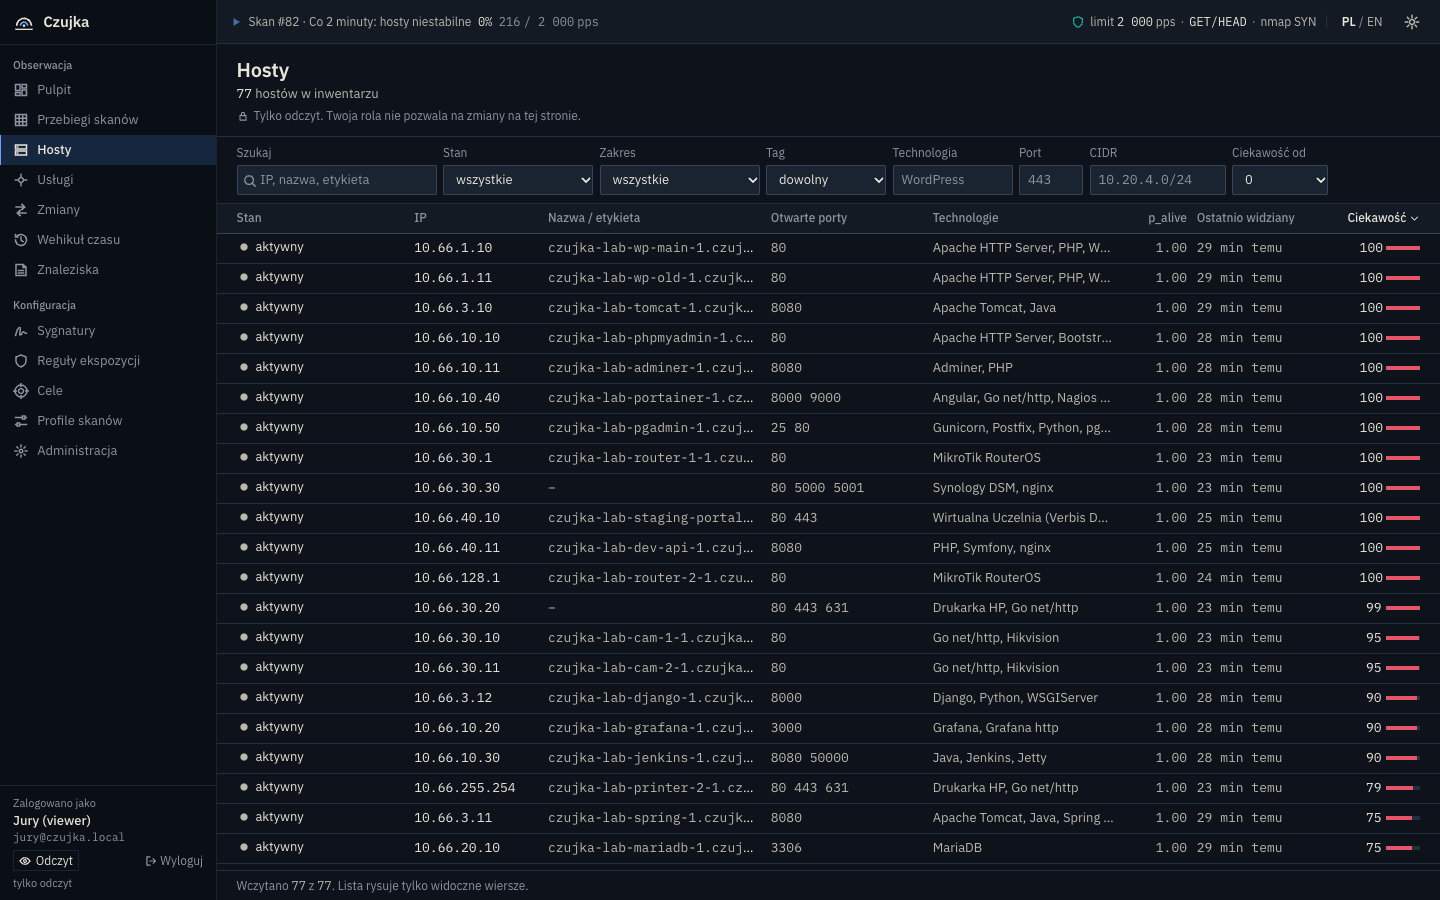 Czujka
Skan #82 · Co 2 minuty: hosty niestabilne 0% 216 / 2 000 pps
limit 2 000 pps · GET/HEAD · nmap SYN
PL / EN
Obserwacja
Pulpit
Przebiegi skanów
Hosty
Usługi
Zmiany
Wehikuł czasu
Znaleziska
Konfiguracja
Sygnatury
Reguły ekspozycji
Cele
Profile skanów
Administracja
Zalogowano jako
Jury (viewer)
jury@czujka.local
Odczyt
Wyloguj
tylko odczyt
Hosty
77 hostów w inwentarzu
Tylko odczyt. Twoja rola nie pozwala na zmiany na tej stronie.
Szukaj Stan Zakres Tag Technologia Port CIDR Ciekawość od
IP, nazwa, etykieta wszystkie wszystkie dowolny WordPress 443 10.20.4.0/24 0
Stan IP Nazwa / etykieta Otwarte porty Technologie p_alive Ostatnio widziany Ciekawość
aktywny 10.66.1.10 czujka-lab-wp-main-1.czuj… 80 Apache HTTP Server, PHP, W… 1.00 29 min temu 100
aktywny 10.66.1.11 czujka-lab-wp-old-1.czujk… 80 Apache HTTP Server, PHP, W… 1.00 29 min temu 100
aktywny 10.66.3.10 czujka-lab-tomcat-1.czujk… 8080 Apache Tomcat, Java 1.00 29 min temu 100
aktywny 10.66.10.10 czujka-lab-phpmyadmin-1.c… 80 Apache HTTP Server, Bootstr… 1.00 28 min temu 100
aktywny 10.66.10.11 czujka-lab-adminer-1.czuj… 8080 Adminer, PHP 1.00 28 min temu 100
aktywny 10.66.10.40 czujka-lab-portainer-1.cz… 8000 9000 Angular, Go net/http, Nagios … 1.00 28 min temu 100
aktywny 10.66.10.50 czujka-lab-pgadmin-1.czuj… 25 80 Gunicorn, Postfix, Python, pg… 1.00 28 min temu 100
aktywny 10.66.30.1 czujka-lab-router-1-1.czu… 80 MikroTik RouterOS 1.00 23 min temu 100
aktywny 10.66.30.30 – 80 5000 5001 Synology DSM, nginx 1.00 23 min temu 100
aktywny 10.66.40.10 czujka-lab-staging-portal… 80 443 Wirtualna Uczelnia (Verbis D… 1.00 25 min temu 100
aktywny 10.66.40.11 czujka-lab-dev-api-1.czuj… 8080 PHP, Symfony, nginx 1.00 25 min temu 100
aktywny 10.66.128.1 czujka-lab-router-2-1.czu… 80 MikroTik RouterOS 1.00 24 min temu 100
aktywny 10.66.30.20 – 80 443 631 Drukarka HP, Go net/http 1.00 23 min temu 99
aktywny 10.66.30.10 czujka-lab-cam-1-1.czujka… 80 Go net/http, Hikvision 1.00 23 min temu 95
aktywny 10.66.30.11 czujka-lab-cam-2-1.czujka… 80 Go net/http, Hikvision 1.00 23 min temu 95
aktywny 10.66.3.12 czujka-lab-django-1.czujk… 8000 Django, Python, WSGIServer 1.00 28 min temu 90
aktywny 10.66.10.20 czujka-lab-grafana-1.czuj… 3000 Grafana, Grafana http 1.00 28 min temu 90
aktywny 10.66.10.30 czujka-lab-jenkins-1.czuj… 8080 50000 Java, Jenkins, Jetty 1.00 28 min temu 90
aktywny 10.66.255.254 czujka-lab-printer-2-1.cz… 80 443 631 Drukarka HP, Go net/http 1.00 23 min temu 79
aktywny 10.66.3.11 czujka-lab-spring-1.czujk… 8080 Apache Tomcat, Java, Spring … 1.00 28 min temu 75
aktywny 10.66.20.10 czujka-lab-mariadb-1.czuj… 3306 MariaDB 1.00 29 min temu 75
Wczytano 77 z 77. Lista rysuje tylko widoczne wiersze.